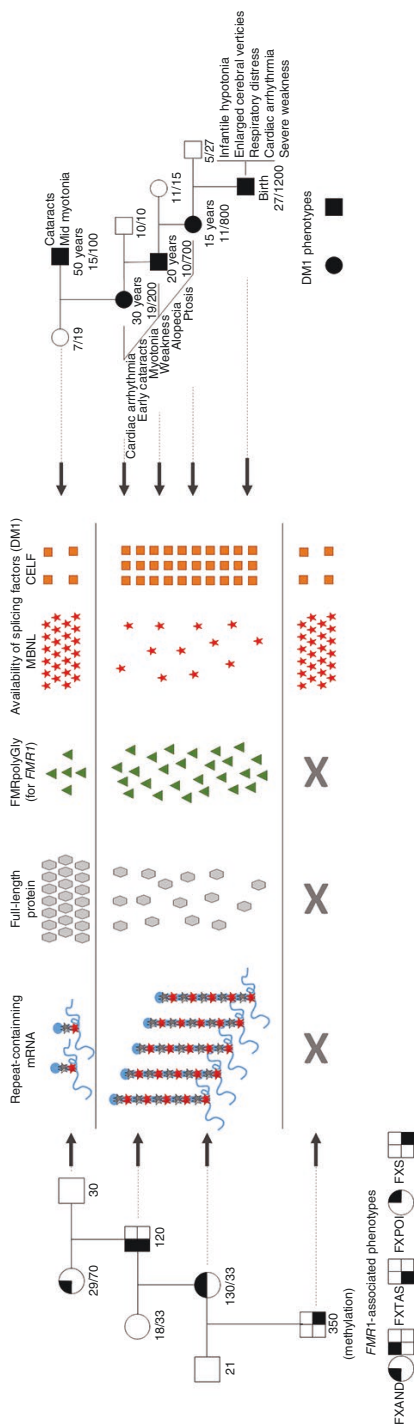 30
29/70
120
18/33
130/33
21
350
(methylation)
FMR1-associated phenotypes
FXAND
FXTAS
FXPOI
FXS
Repeat-containning
mRNA
Full-length
protein
FMRpolyGly
(for FMR1)
Availability of splicing factors (DM1)
MBNL
CELF
X
X
X
Cataracts
Mid myotonia
50 years
15/100
7/19
10/10
30 years
19/200
Cardiac arrhythmia
Early cataracts
11/15
20 years
10/700
Myotonia
Weakness
Alopecia
Ptosis
5/27
15 years
11/800
Infantile hypotonia
Enlarged cerebral verticies
Respiratory distress
Cardiac arrhythmia
Severe weakness
Birth
27/1200
DM1 phenotypes